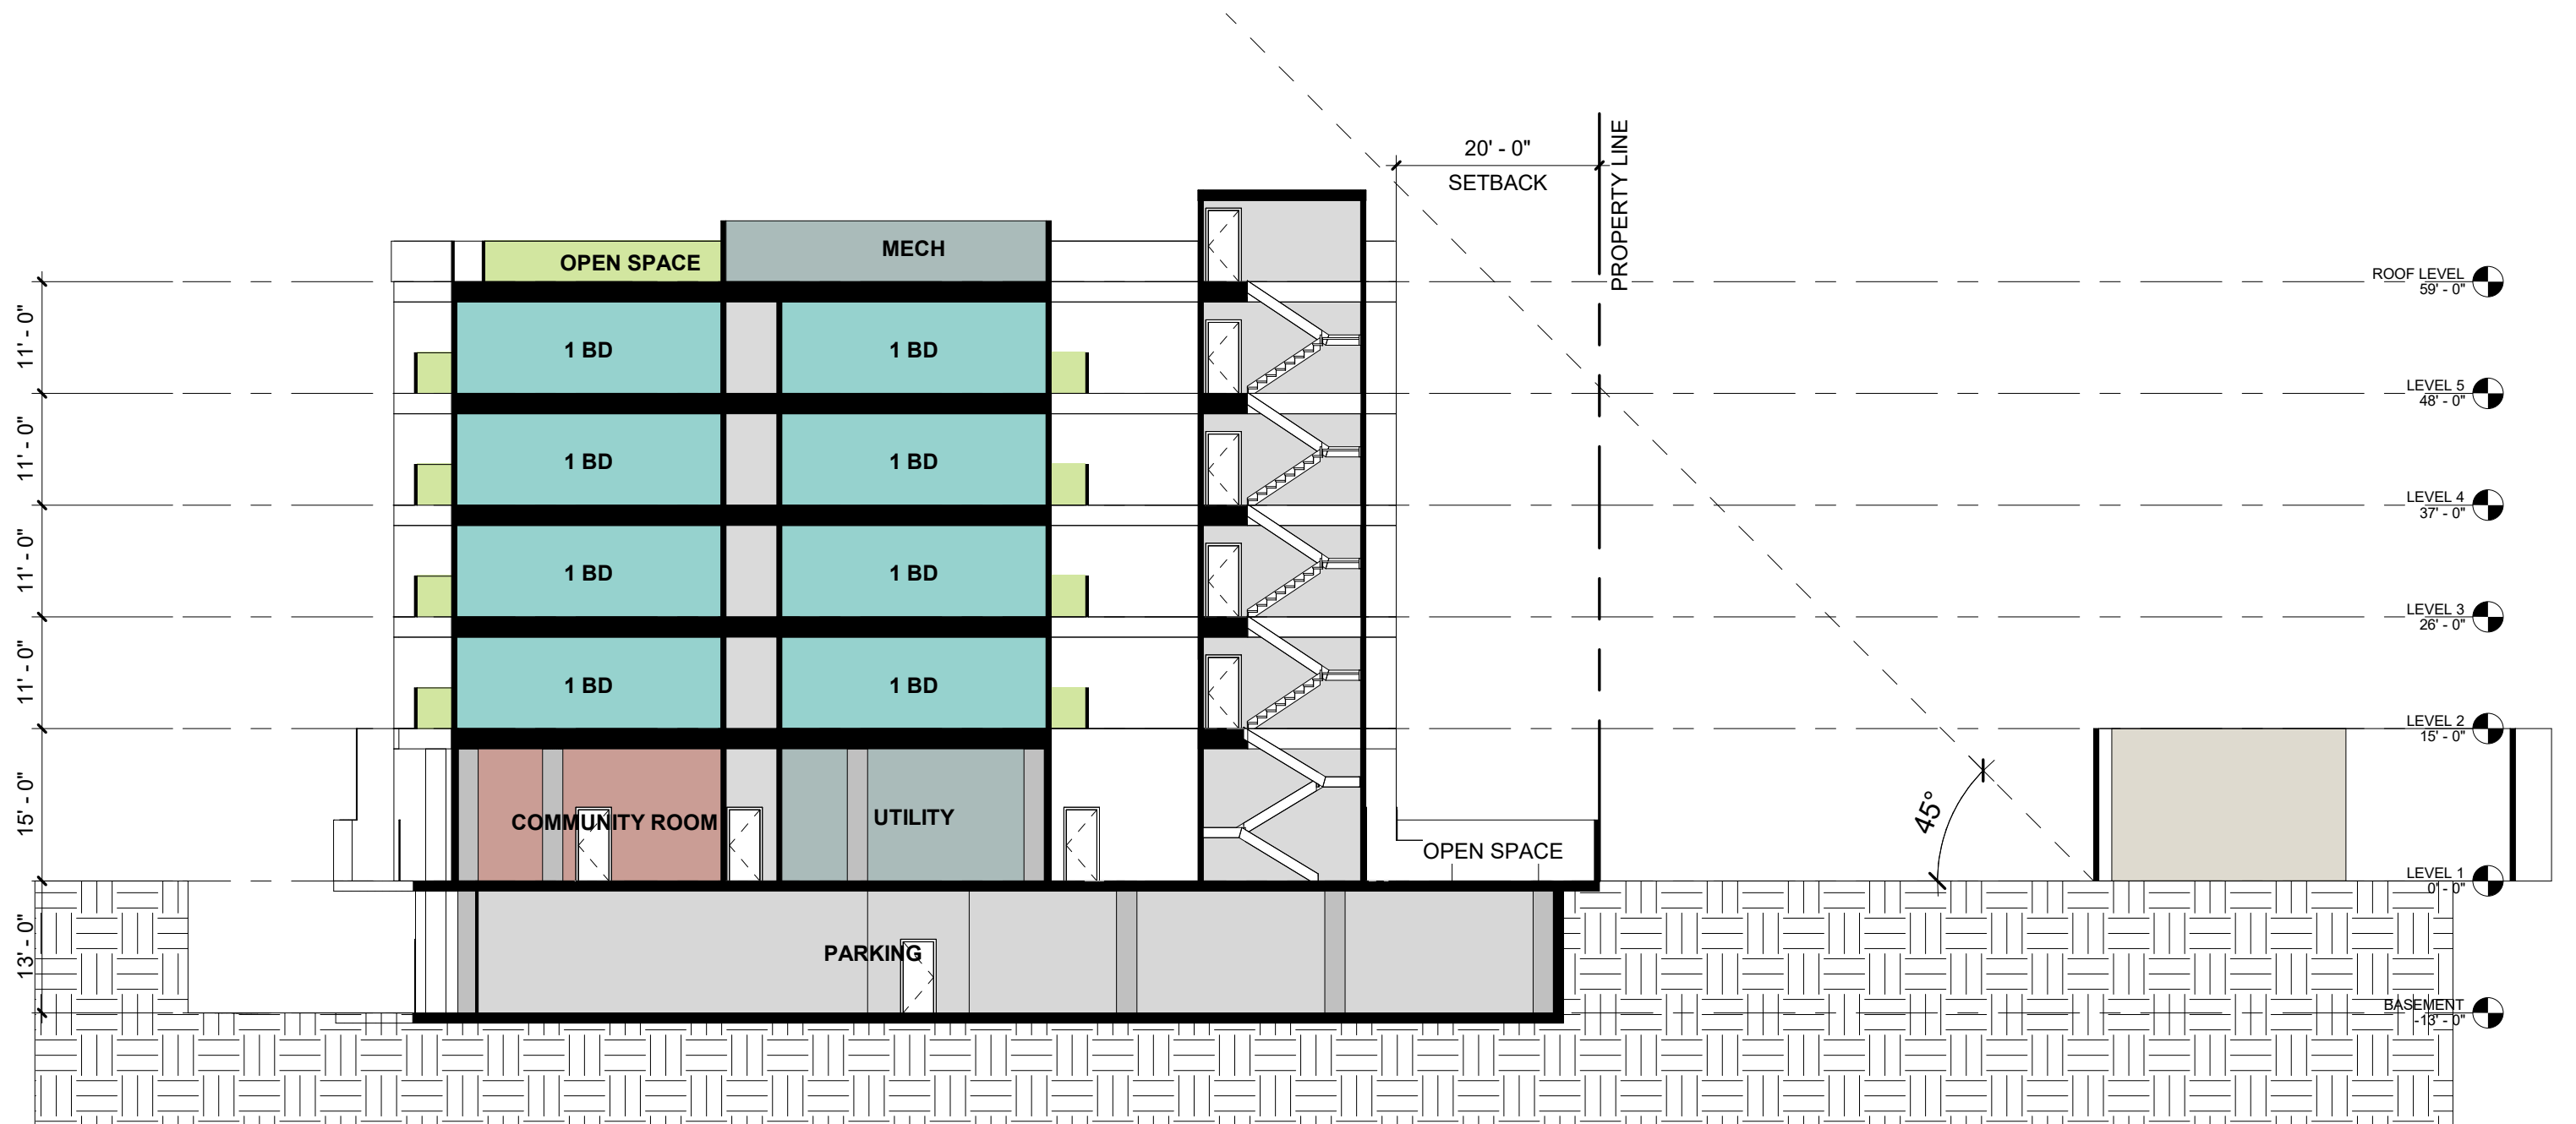 20' - 0"
SETBACK
PROPERTY LINE
MECH
OPEN SPACE
ROOF LEVEL
59' - 0"
11' - 0"
1 BD
1 BD
LEVEL 5
48' - 0"
11' - 0"
1 BD
1 BD
LEVEL 4
37' - 0"
11' - 0"
1 BD
1 BD
LEVEL 3
26' - 0"
11' - 0"
1 BD
1 BD
LEVEL 2
15' - 0"
15' - 0"
COMMUNITY ROOM
UTILITY
OPEN SPACE
45°
LEVEL 1
0' - 0"
13' - 0"
PARKING
BASEMENT
-13' - 0"